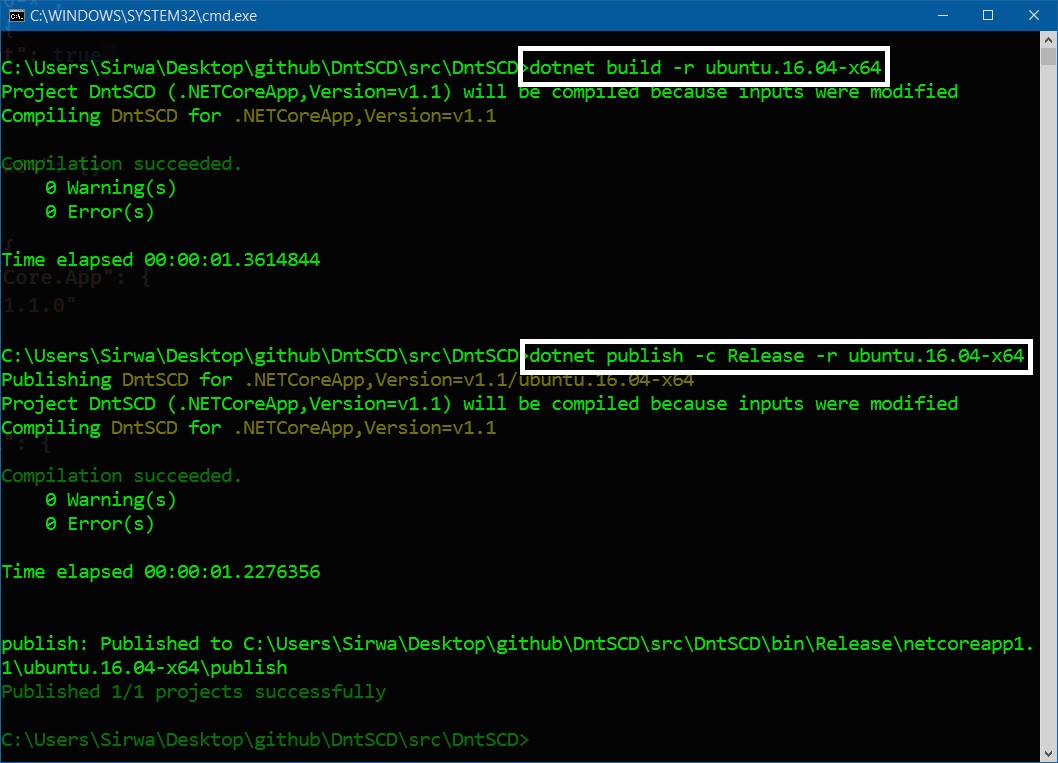 C:\WINDOWS\SYSTEM32\cmd.exe
t": true
C:\Users\Sirwa\Desktop\github\DntSCD\src\DntSCD>dotnet build -r ubuntu.16.04-x64
Project DntSCD (.NETCoreApp,Version=v1.1) will be compiled because inputs were modified
Compiling DntSCD for .NETCoreApp,Version=v1.1
Compilation succeeded.
    0 Warning(s)
    0 Error(s)
{
Time elapsed 00:00:01.3614844
Core.App": {
1.1.0"
C:\Users\Sirwa\Desktop\github\DntSCD\src\DntSCD>dotnet publish -c Release -r ubuntu.16.04-x64
Publishing DntSCD for .NETCoreApp,Version=v1.1/ubuntu.16.04-x64
Project DntSCD (.NETCoreApp,Version=v1.1) will be compiled because inputs were modified
Compiling DntSCD for .NETCoreApp,Version=v1.1
": {
Compilation succeeded.
    0 Warning(s)
    0 Error(s)
Time elapsed 00:00:01.2276356
publish: Published to C:\Users\Sirwa\Desktop\github\DntSCD\src\DntSCD\bin\Release\netcoreapp1.
1\ubuntu.16.04-x64\publish
Published 1/1 projects successfully
C:\Users\Sirwa\Desktop\github\DntSCD\src\DntSCD>